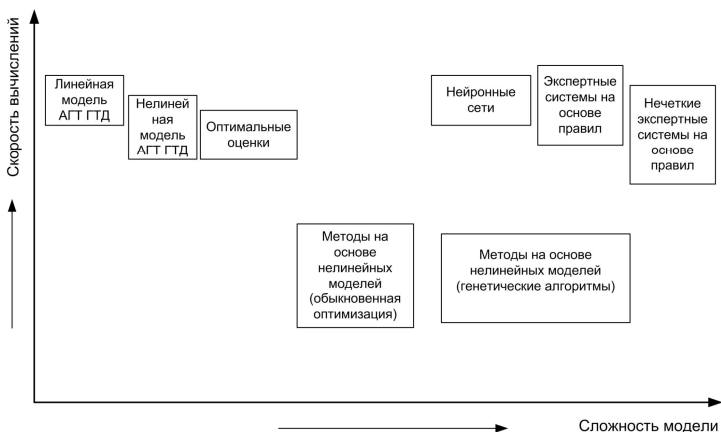 Скорость вычислений
Линейная
модель
АГТ ГТД
Нелиней
ная
модель
АГТ ГТД
Оптимальные
оценки
Нейронные
сети
Экспертные
системы на
основе
правил
Нечеткие
экспертные
системы на
основе
правил
Методы на
основе
нелинейных
моделей
(обыкновенная
оптимизация)
Методы на основе
нелинейных моделей
(генетические алгоритмы)
Сложность модели